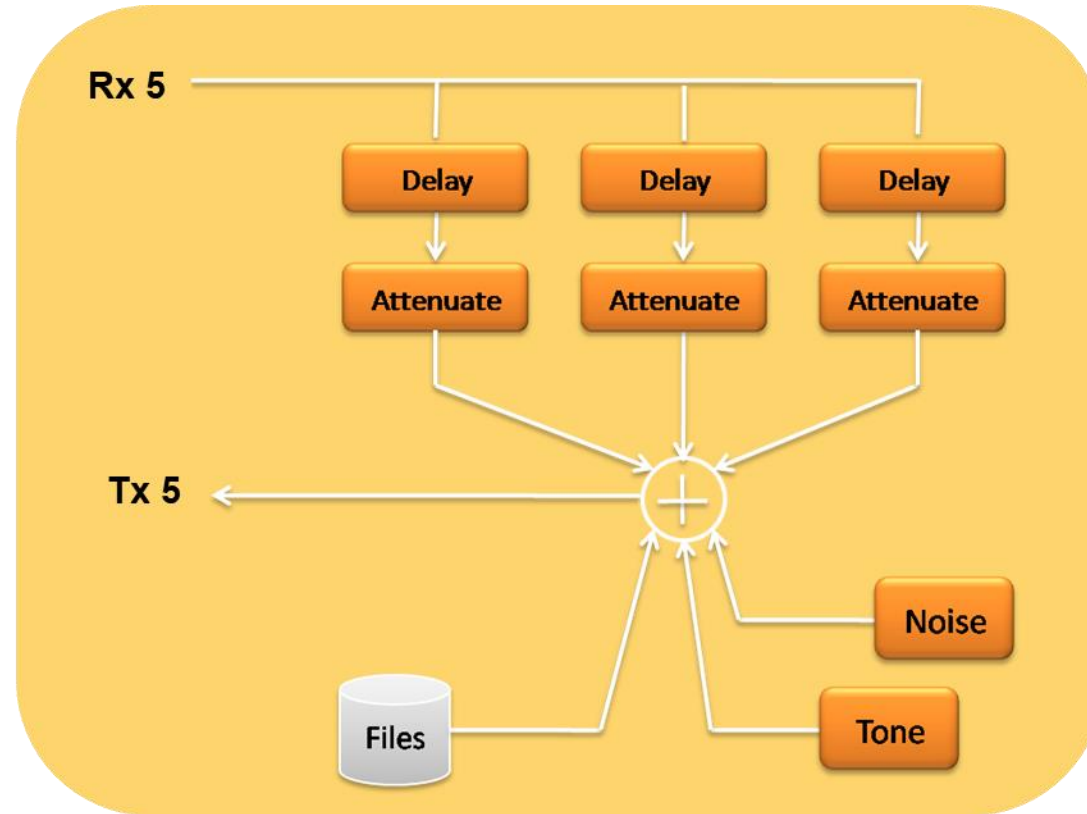 Rx 5
Delay
Delay
Delay
Attenuate
Attenuate
Attenuate
Tx 5
Noise
Files
Tone